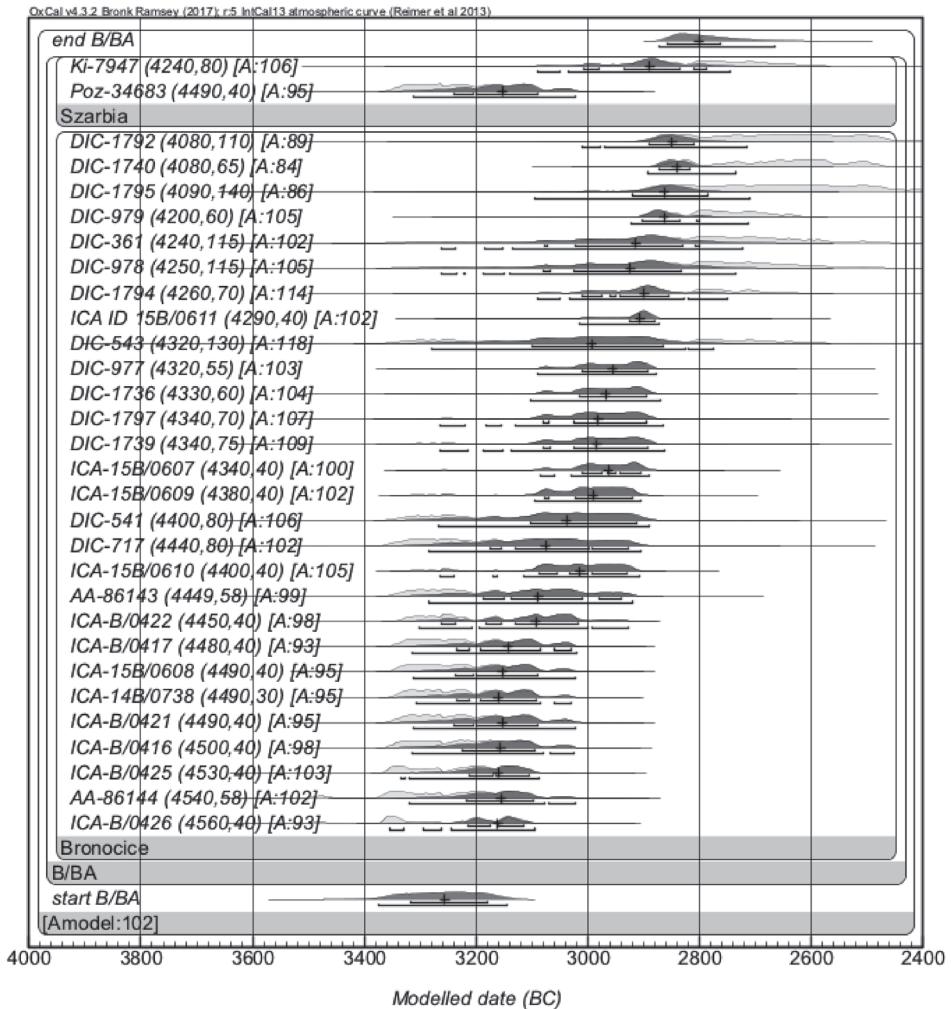 OxCal v4.3.2 Bronk Ramsey (2017); r:5 IntCal13 atmospheric curve (Reimer et al 2013)
end B/BA
Ki-7947 (4240,80) [A:106]
Poz-34683 (4490,40) [A:95]
Szarbia
DIC-1792 (4080,110) [A:89]
DIC-1740 (4080,65) [A:84]
DIC-1795 (4090,140) [A:86]
DIC-979 (4200,60) [A:105]
DIC-361 (4240,115) [A:102]
DIC-978 (4250,115) [A:105]
DIC-1794 (4260,70) [A:114]
ICA ID 15B/0611 (4290,40) [A:102]
DIC-543 (4320,130) [A:118]
DIC-977 (4320,55) [A:103]
DIC-1736 (4330,60) [A:104]
DIC-1797 (4340,70) [A:107]
DIC-1739 (4340,75) [A:109]
ICA-15B/0607 (4340,40) [A:100]
ICA-15B/0609 (4380,40) [A:102]
DIC-541 (4400,80) [A:106]
DIC-717 (4440,80) [A:102]
ICA-15B/0610 (4400,40) [A:105]
AA-86143 (4449,58) [A:99]
ICA-B/0422 (4450,40) [A:98]
ICA-B/0417 (4480,40) [A:93]
ICA-15B/0608 (4490,40) [A:95]
ICA-14B/0738 (4490,30) [A:95]
ICA-B/0421 (4490,40) [A:95]
ICA-B/0416 (4500,40) [A:98]
ICA-B/0425 (4530,40) [A:103]
AA-86144 (4540,58) [A:102]
ICA-B/0426 (4560,40) [A:93]
Bronocice
B/BA
start B/BA
[Amodel:102]
4000 3800 3600 3400 3200 3000 2800 2600 2400
Modelled date (BC)